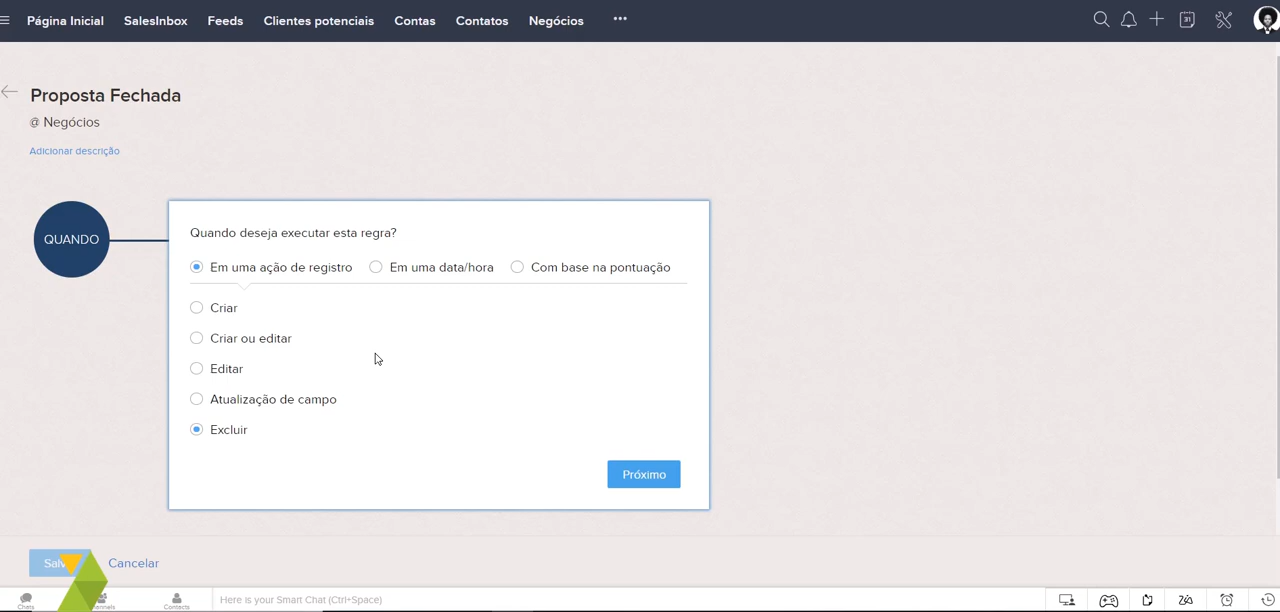 Página Inicial SalesInbox Feeds Clientes potenciais Contas Contatos Negócios ••• 31
Proposta Fechada
@ Negócios
Adicionar descrição
QUANDO
Quando deseja executar esta regra?
Em uma ação de registro Em uma data/hora Com base na pontuação
Criar
Criar ou editar
Editar
Atualização de campo
Excluir
Próximo
Cancelar
Chats Contacts Here is your Smart Chat (Ctrl+Space)